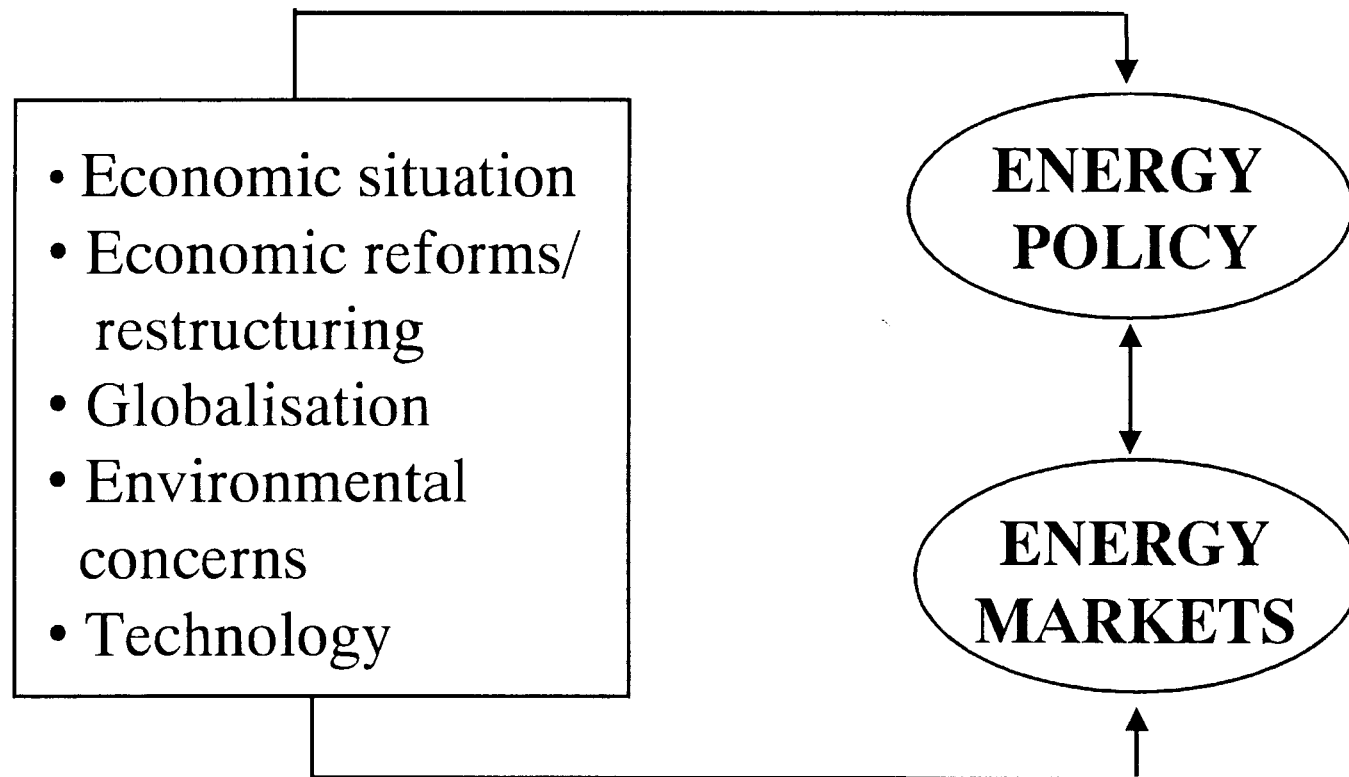 • Economic situation
• Economic reforms/
restructuring
• Globalisation
• Environmental
concerns
• Technology
ENERGY
POLICY
ENERGY
MARKETS